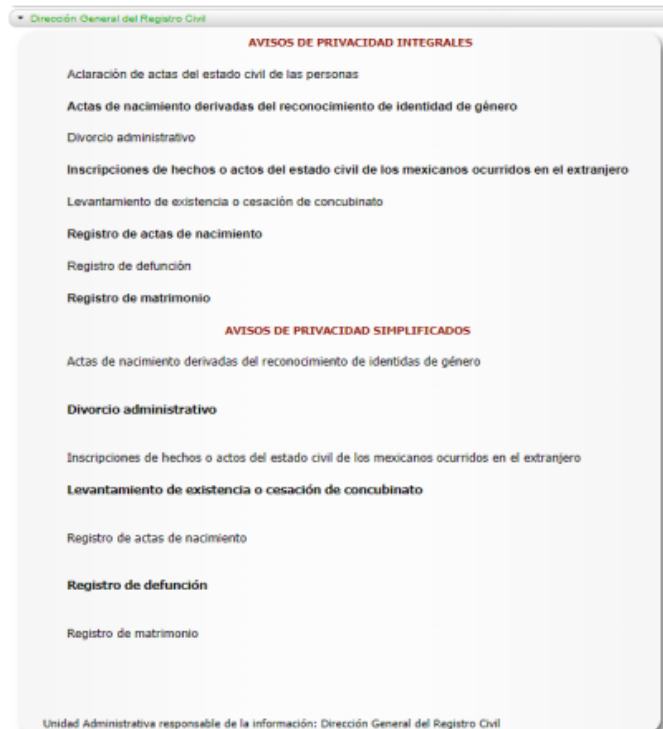 Dirección General del Registro Civil
AVISOS DE PRIVACIDAD INTEGRALES
Aclaración de actas del estado civil de las personas
Actas de nacimiento derivadas del reconocimiento de identidad de género
Divorcio administrativo
Inscripciones de hechos o actos del estado civil de los mexicanos ocurridos en el extranjero
Levantamiento de existencia o cesación de concubinato
Registro de actas de nacimiento
Registro de defunción
Registro de matrimonio
AVISOS DE PRIVACIDAD SIMPLIFICADOS
Actas de nacimiento derivadas del reconocimiento de identidas de género
Divorcio administrativo
Inscripciones de hechos o actos del estado civil de los mexicanos ocurridos en el extranjero
Levantamiento de existencia o cesación de concubinato
Registro de actas de nacimiento
Registro de defunción
Registro de matrimonio
Unidad Administrativa responsable de la información: Dirección General del Registro Civil